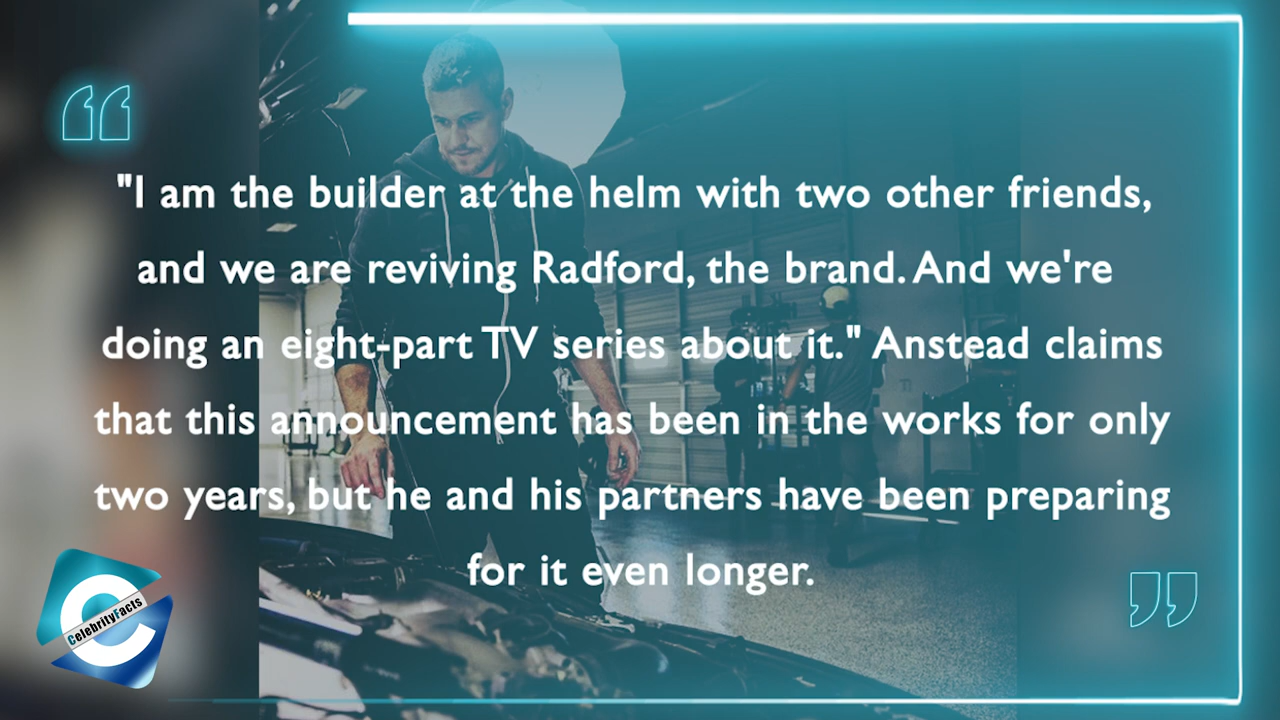 "I am the builder at the helm with two other friends,
and we are reviving Radford, the brand. And we're
doing an eight-part TV series about it." Anstead claims
that this announcement has been in the works for only
two years, but he and his partners have been preparing
for it even longer.
CelebrityFacts